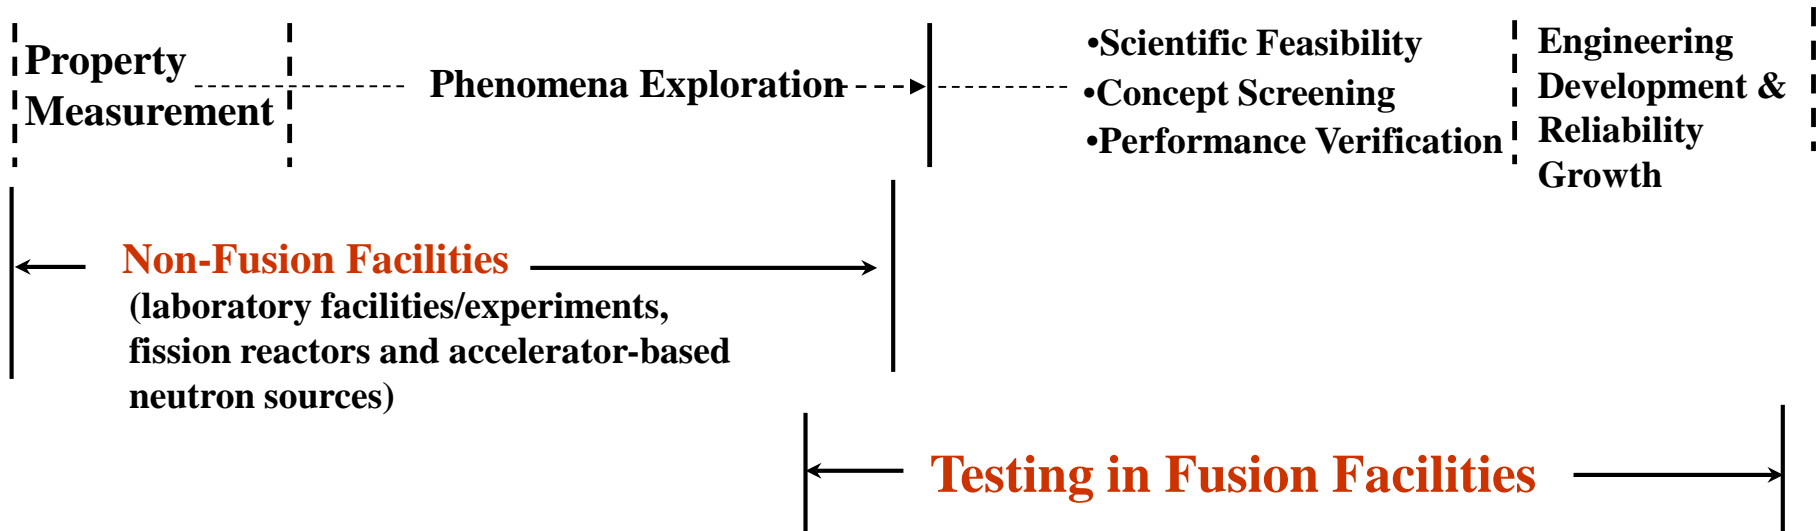 Property
Measurement
Phenomena Exploration
•Scientific Feasibility
•Concept Screening
•Performance Verification
Engineering
Development &
Reliability
Growth
Non-Fusion Facilities
(laboratory facilities/experiments,
fission reactors and accelerator-based
neutron sources)
Testing in Fusion Facilities